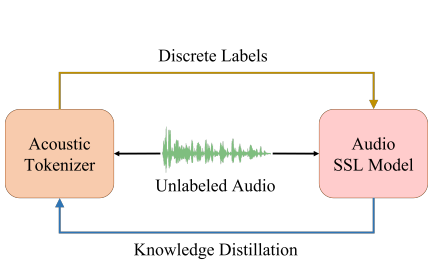 Discrete Labels
Acoustic
Tokenizer
Unlabeled Audio
Audio
SSL Model
Knowledge Distillation